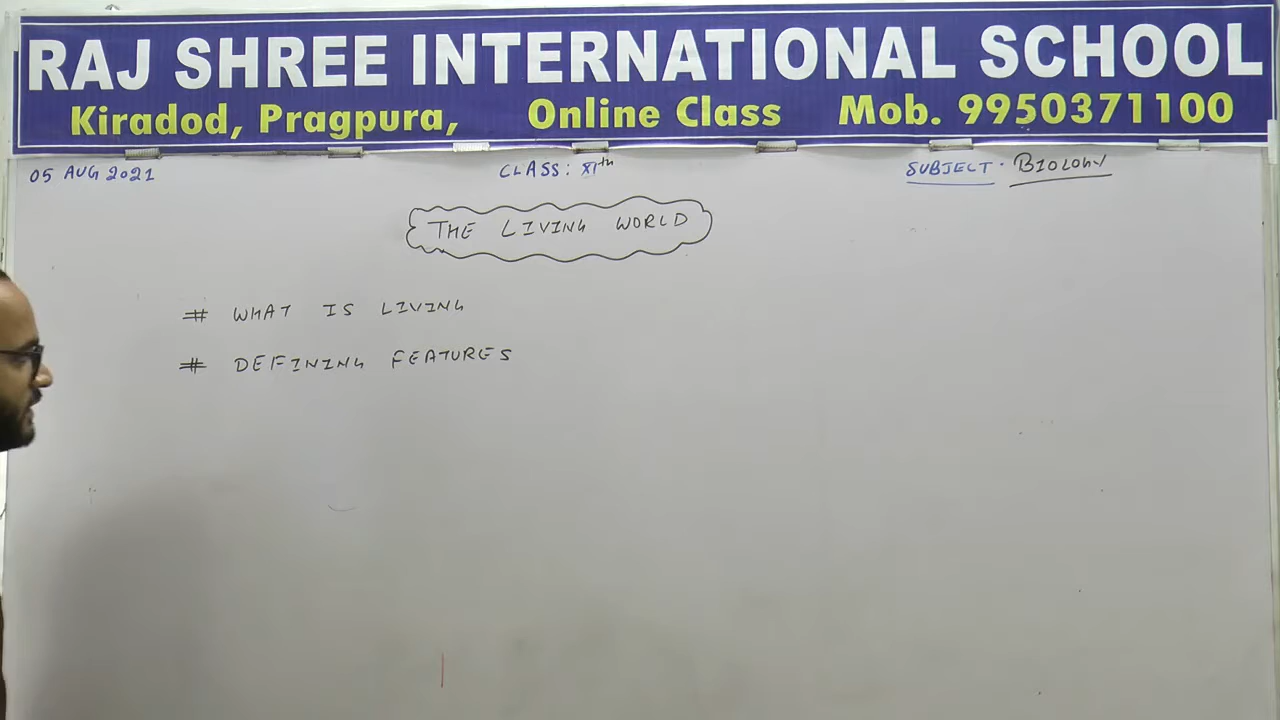 RAJ SHREE INTERNATIONAL SCHOOL
Kiradod, Pragpura, Online Class Mob. 9950371100
05 AUG 2021 CLASS: XIth SUBJECT. BIOLOGY
THE LIVING WORLD
# WHAT IS LIVING
# DEFINING FEATURES